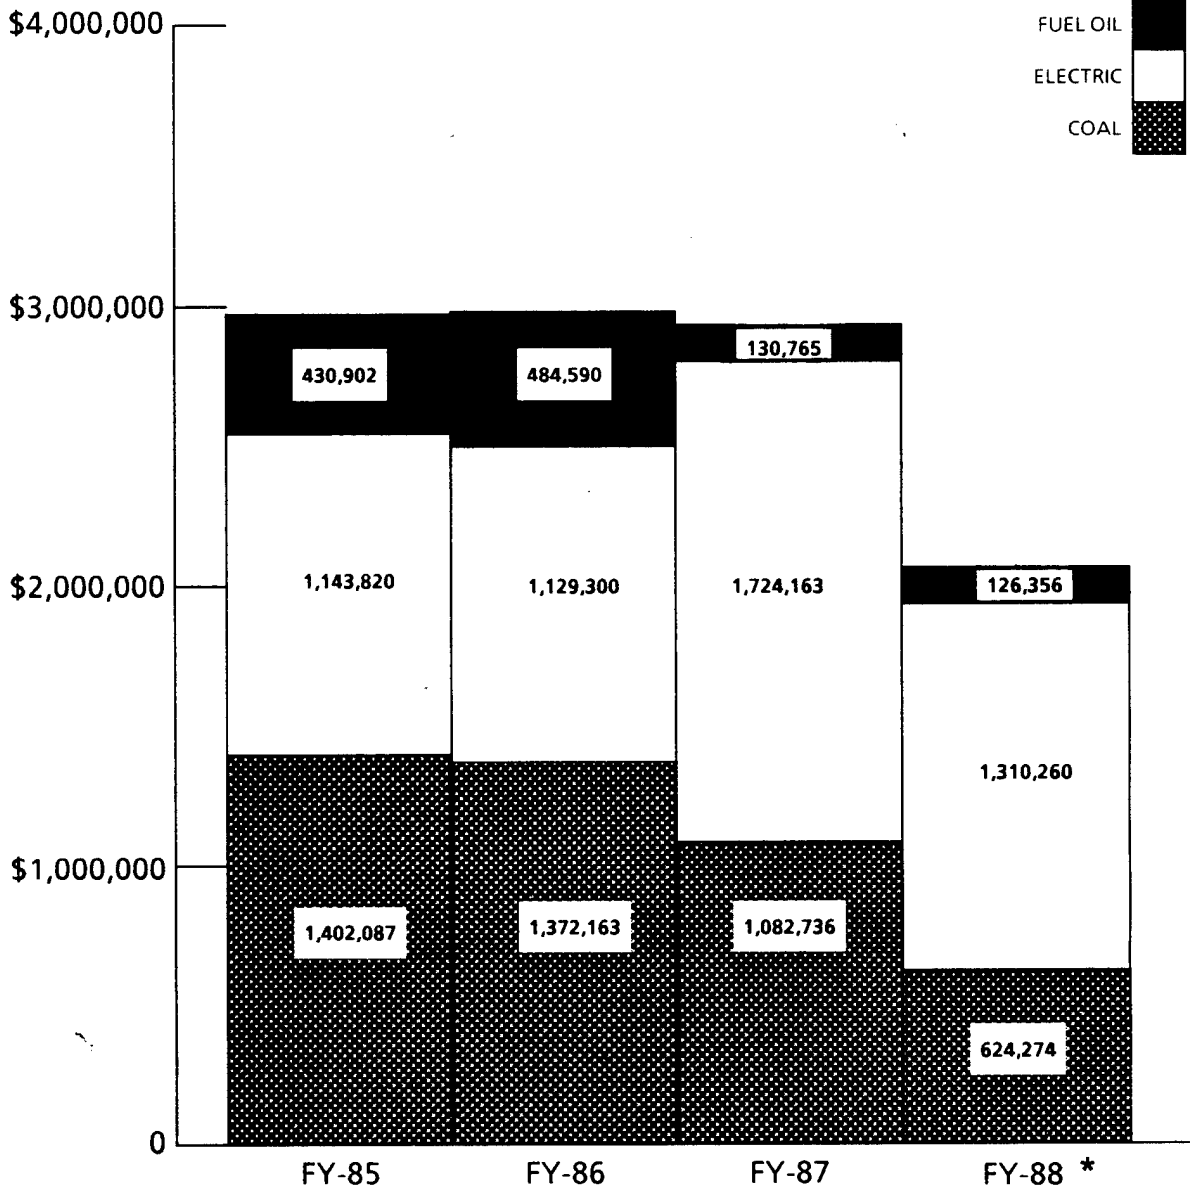 $4,000,000
FUEL OIL
ELECTRIC
COAL
$3,000,000
430,902
484,590
130,765
$2,000,000
1,143,820
1,129,300
1,724,163
126,356
1,310,260
$1,000,000
1,402,087
1,372,163
1,082,736
624,274
0
FY-85
FY-86
FY-87
FY-88 *